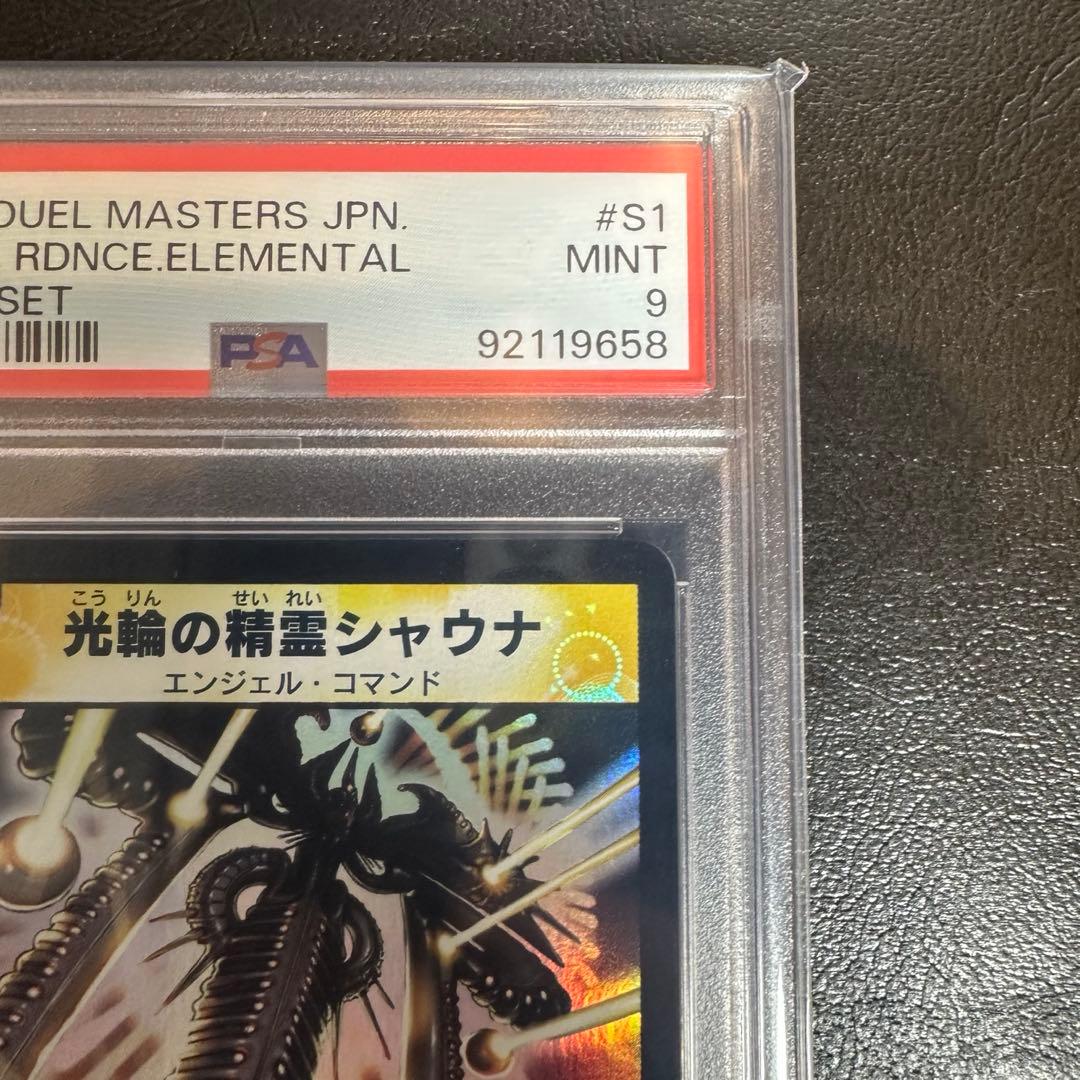 DUEL MASTERS JPN. #S1
RDNCE.ELEMENTAL MINT
SET 9
PSA 92119658
こう りん せい れい
光輪の精霊シャウナ
エンジェル・コマンド